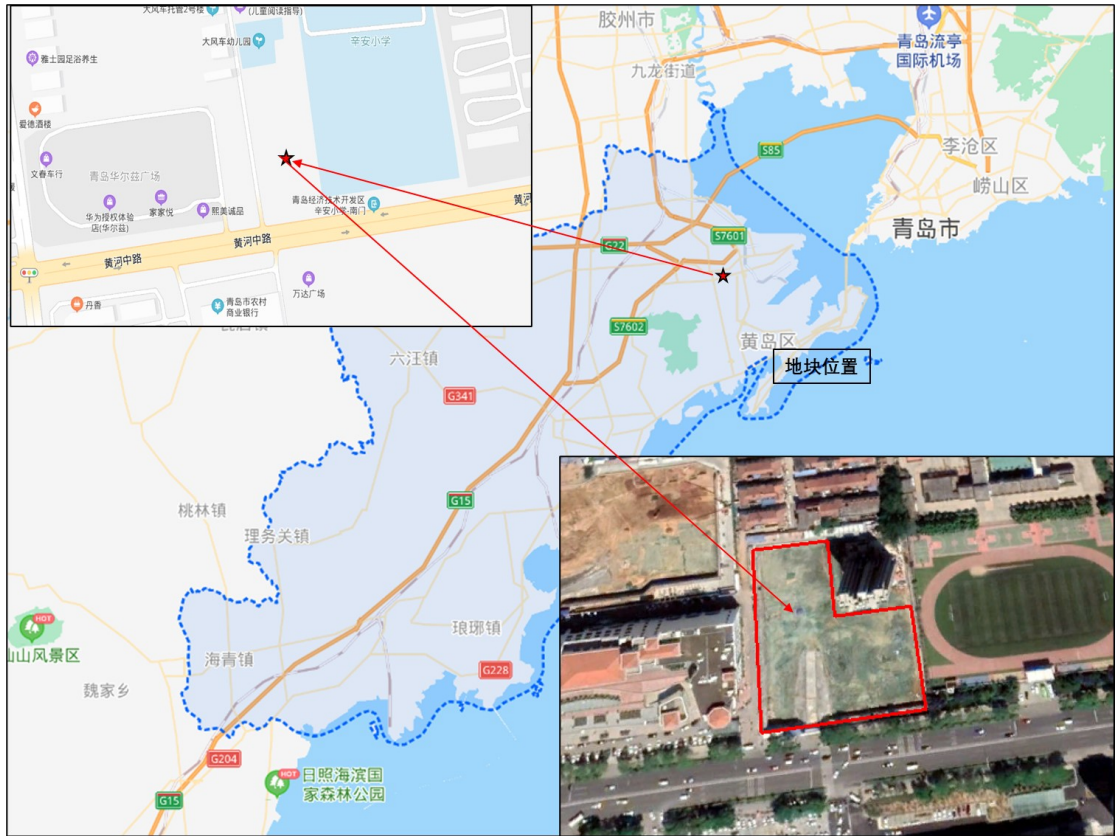 大风车托管2号楼
(儿童阅读指导)
大风车幼儿园
辛安小学
雅士园足浴养生
爱德酒楼
文春车行
青岛华尔兹广场
华为授权体验
店(华尔兹)
家家悦
熙美诚品
青岛经济技术开发区
辛安小学-南门
黄河中路
黄河中路
黄河
丹香
青岛市农村
商业银行
万达广场
胶州市
九龙街道
青岛流亭
国际机场
S85
李沧区
崂山区
青岛市
S7601
G22
S7602
黄岛区
地块位置
六汪镇
G341
G15
桃林镇
理务关镇
琅琊镇
海青镇
G228
HOT
山风景区
魏家乡
G204
HOT
日照海滨国
家森林公园
G15